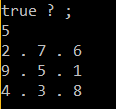 true ? ;
5
2 . 7 . 6
9 . 5 . 1
4 . 3 . 8